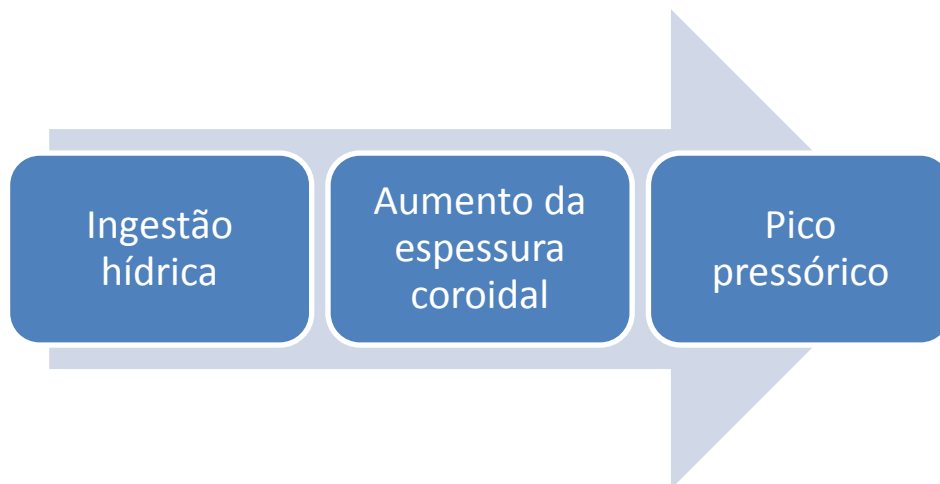 Ingestão
hídrica
Aumento da
espessura
coroidal
Pico
pressórico